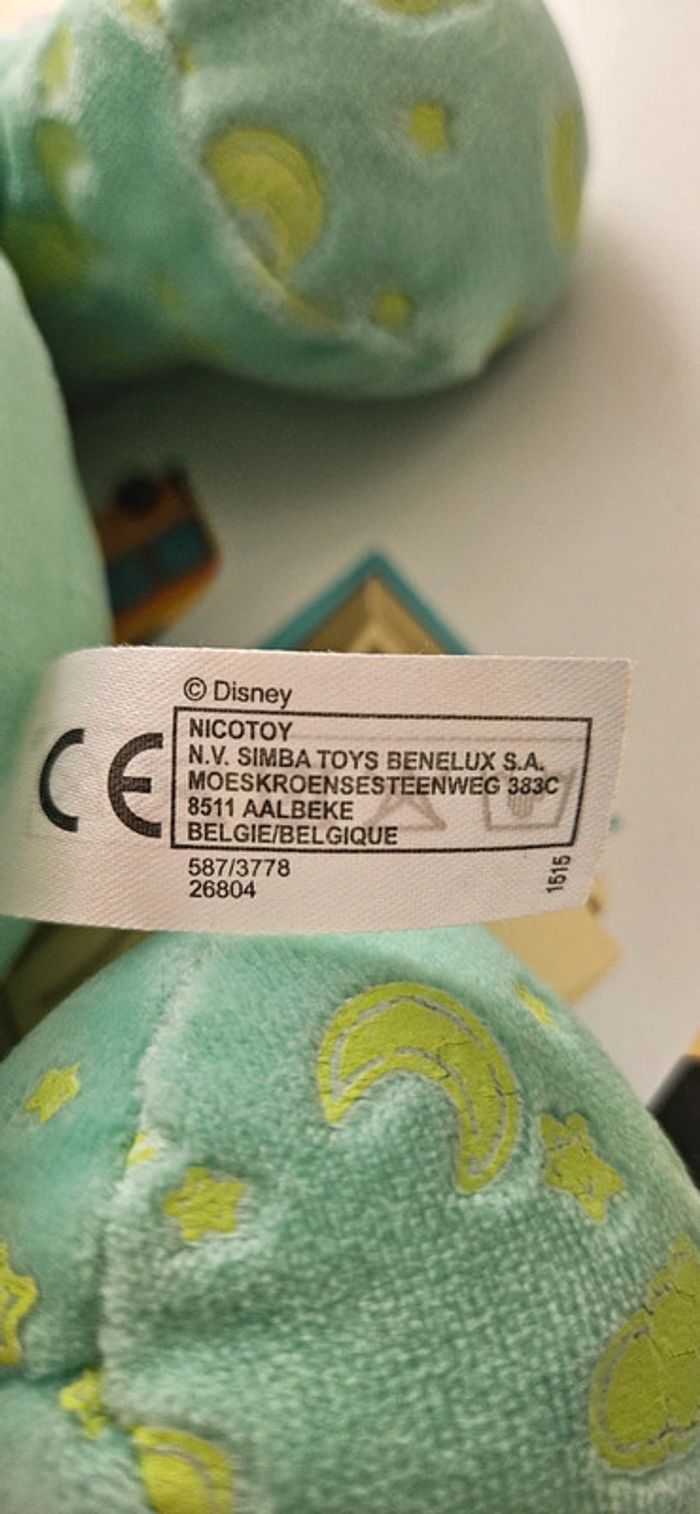 © Disney
CE
NICOTOY
N.V. SIMBA TOYS BENELUX S.A.
MOESKROENSESTEENWEG 383C
8511 AALBEKE
BELGIE/BELGIQUE
587/3778
26804
1515